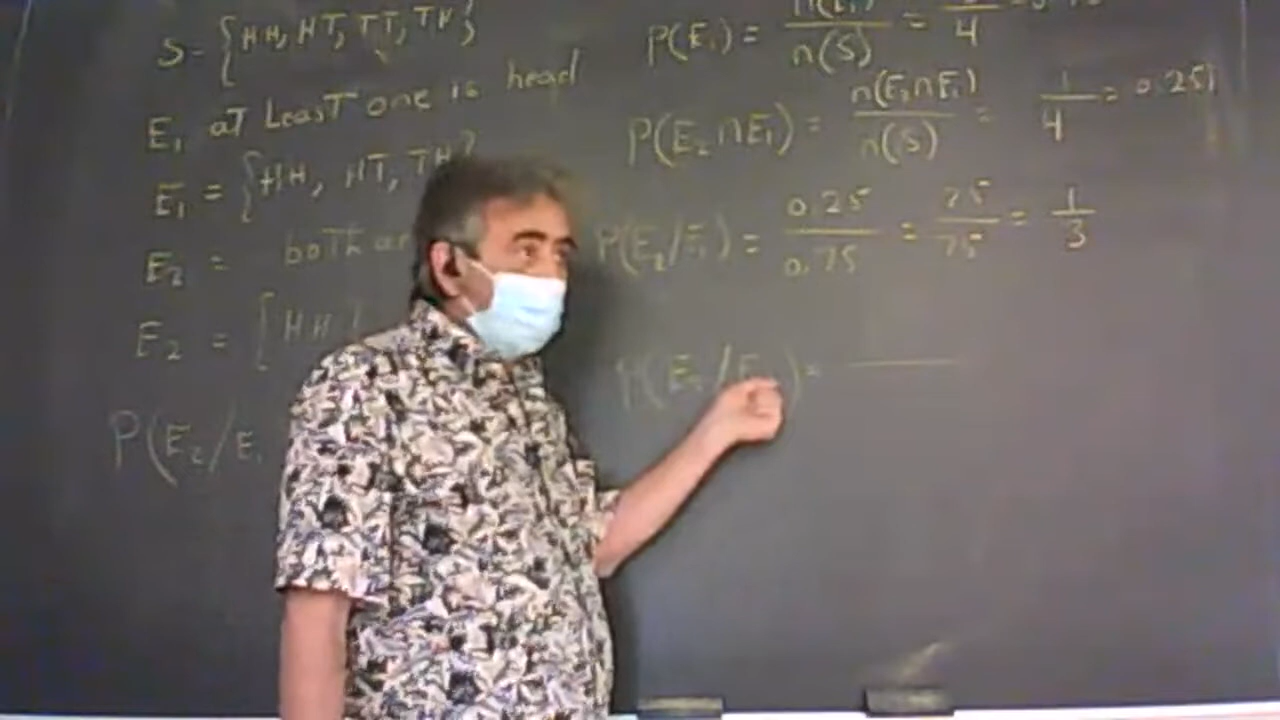 S = {HH, HT, TT, TH}
E₁ at Least one is head
E₁ = {HH, HT, TH}
E₂ = both
E₂ = {HH
P(E₂/E₁
P(E₁) = n(E₁)/n(S) = /4 =
P(E₂∩E₁) = n(E₂∩E₁)/n(S) = 1/4 = 0.25
P(E₂/E₁) = 0.25/0.75 = 25/75 = 1/3
(E /E ) =